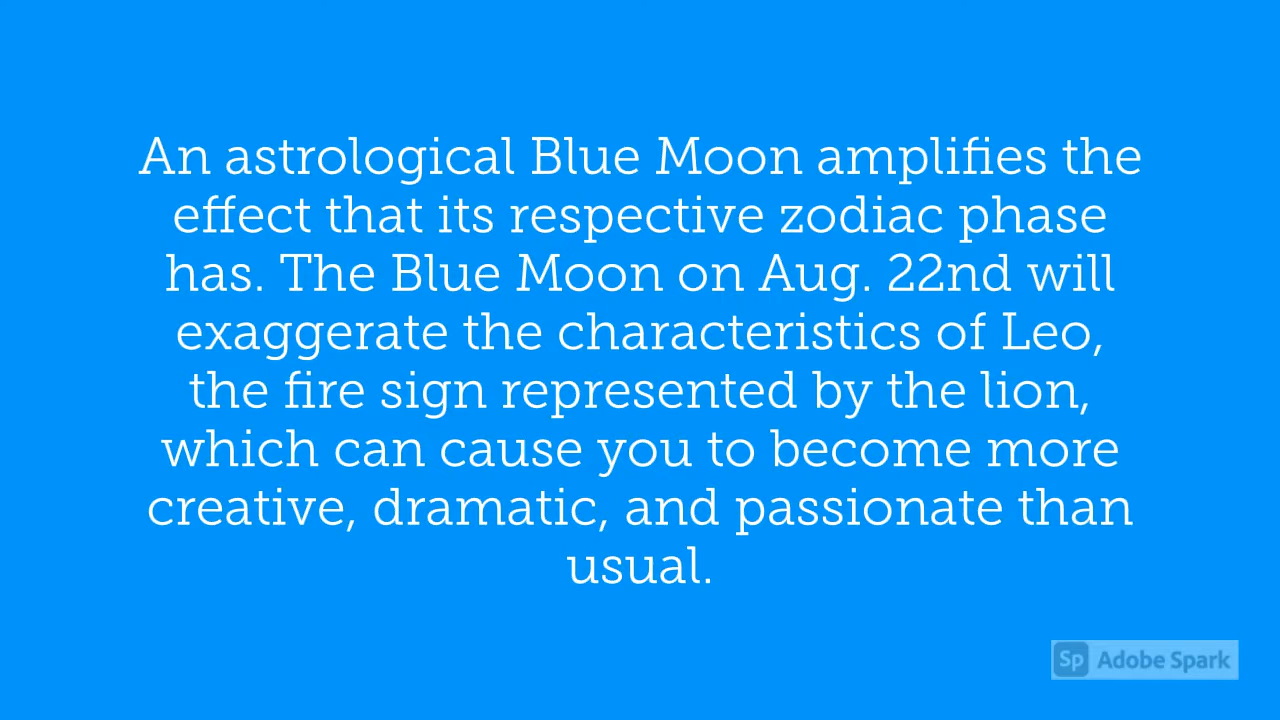 An astrological Blue Moon amplifies the
effect that its respective zodiac phase
has. The Blue Moon on Aug. 22nd will
exaggerate the characteristics of Leo,
the fire sign represented by the lion,
which can cause you to become more
creative, dramatic, and passionate than
usual.
Sp Adobe Spark